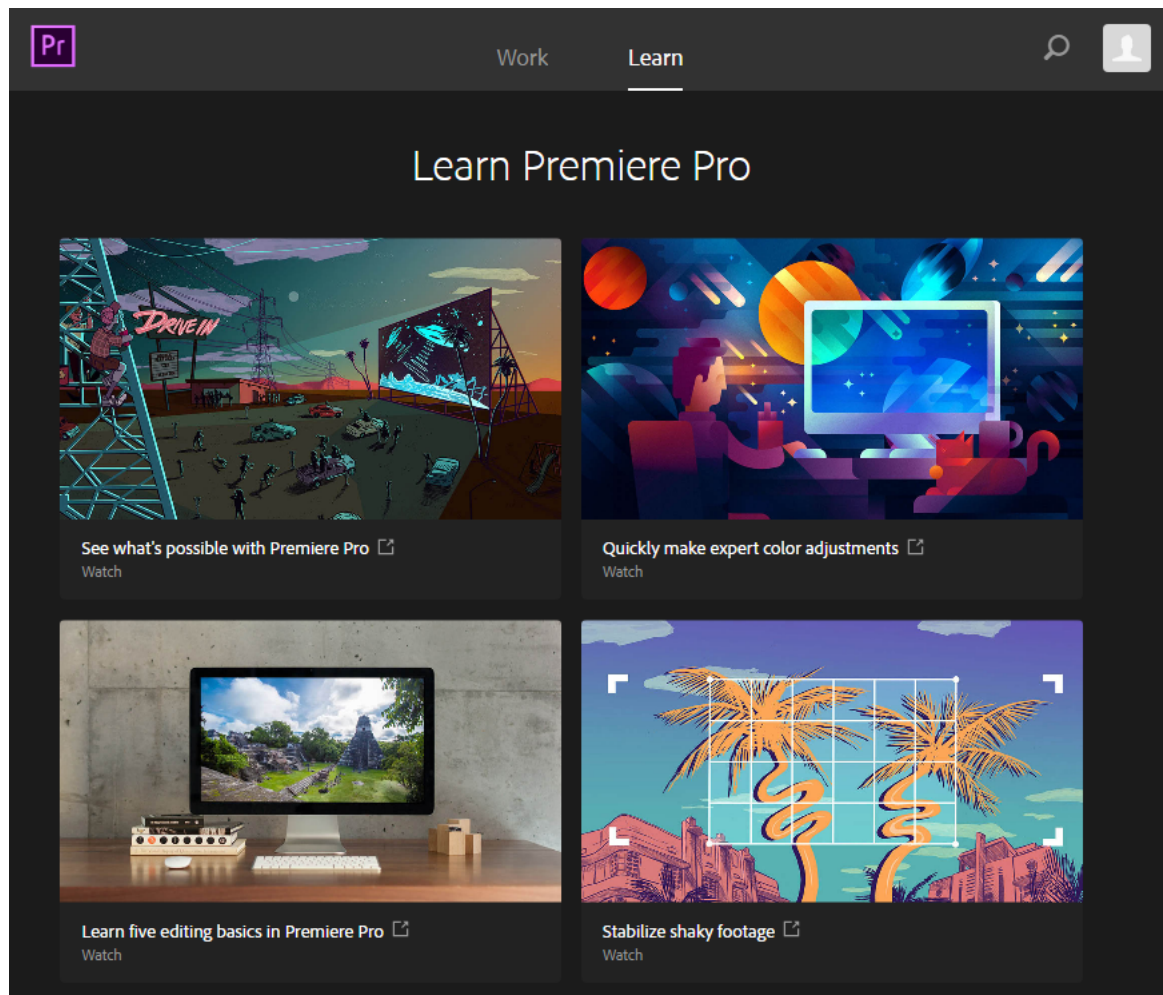 Pr
Work
Learn
Learn Premiere Pro
DRIVE IN
See what's possible with Premiere Pro
Watch
Quickly make expert color adjustments
Watch
Learn five editing basics in Premiere Pro
Watch
Stabilize shaky footage
Watch